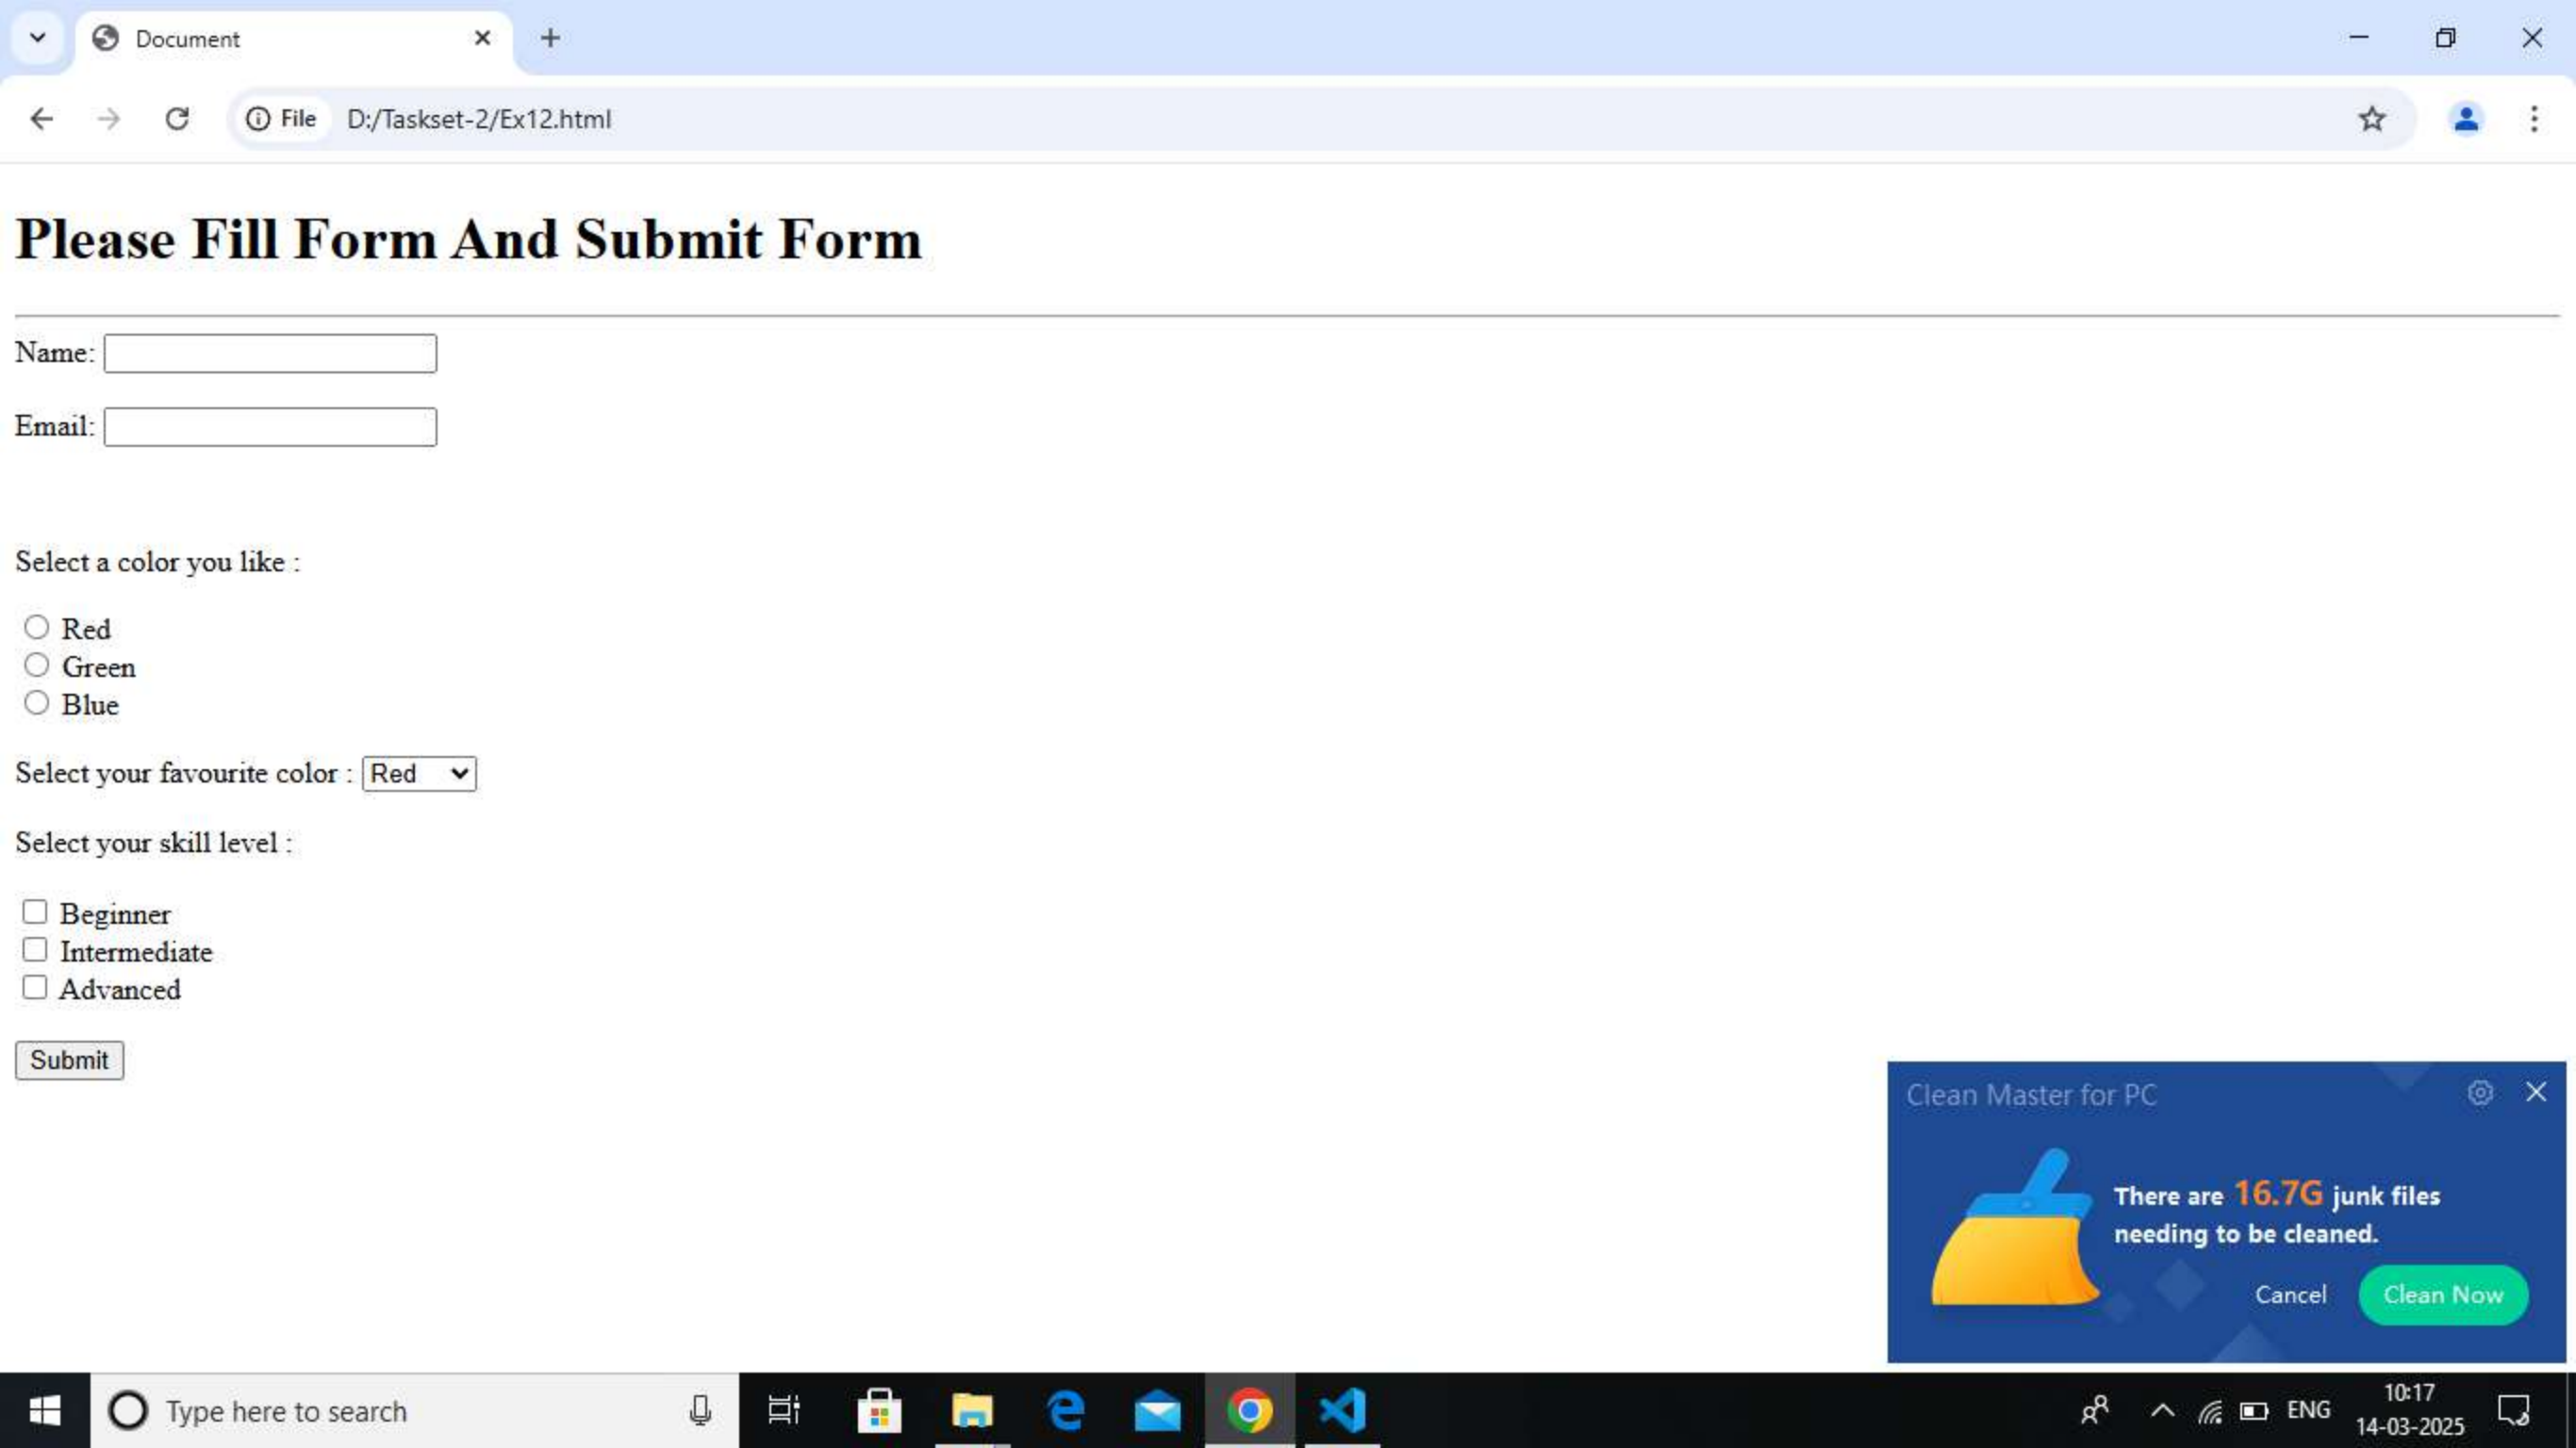 Document
File D:/Taskset-2/Ex12.html
Please Fill Form And Submit Form
Name:
Email:
Select a color you like :
Red
Green
Blue
Select your favourite color : Red
Select your skill level :
Beginner
Intermediate
Advanced
Submit
Clean Master for PC
There are 16.7G junk files
needing to be cleaned.
Cancel Clean Now
Type here to search
ENG
10:17
14-03-2025